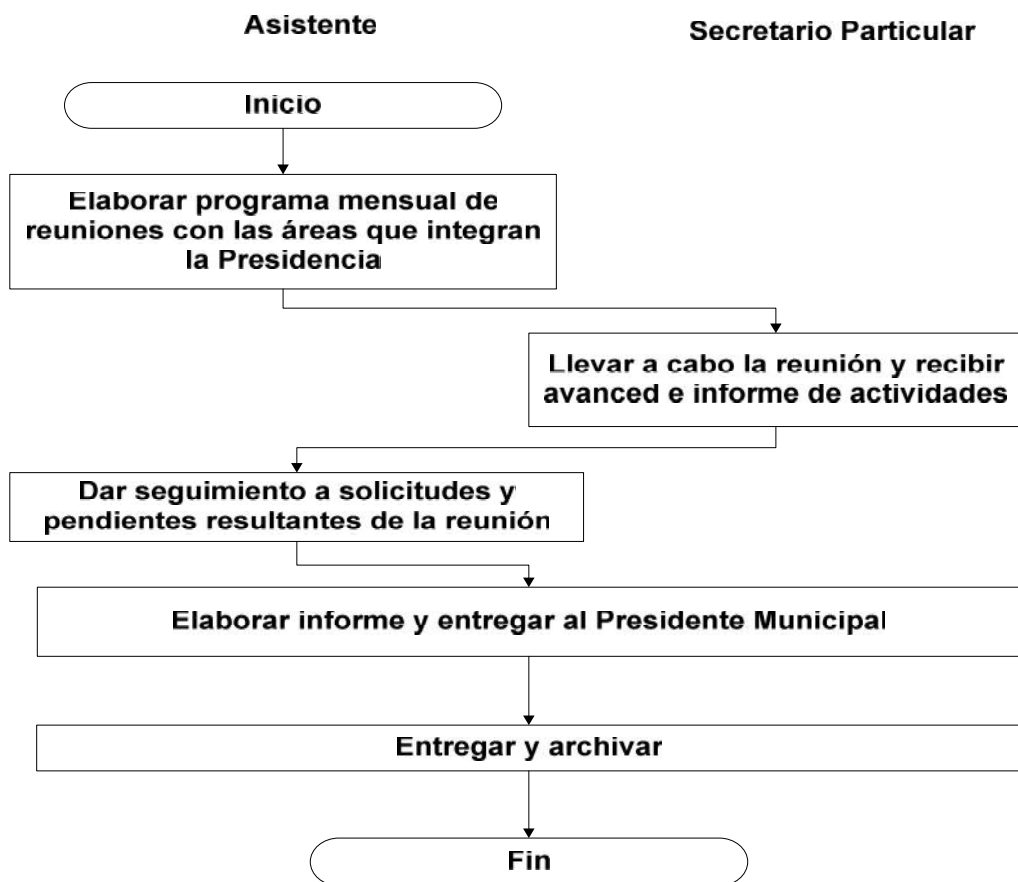 Asistente
Secretario Particular
Inicio
Elaborar programa mensual de
reuniones con las áreas que integran
la Presidencia
Llevar a cabo la reunión y recibir
avanced e informe de actividades
Dar seguimiento a solicitudes y
pendientes resultantes de la reunión
Elaborar informe y entregar al Presidente Municipal
Entregar y archivar
Fin